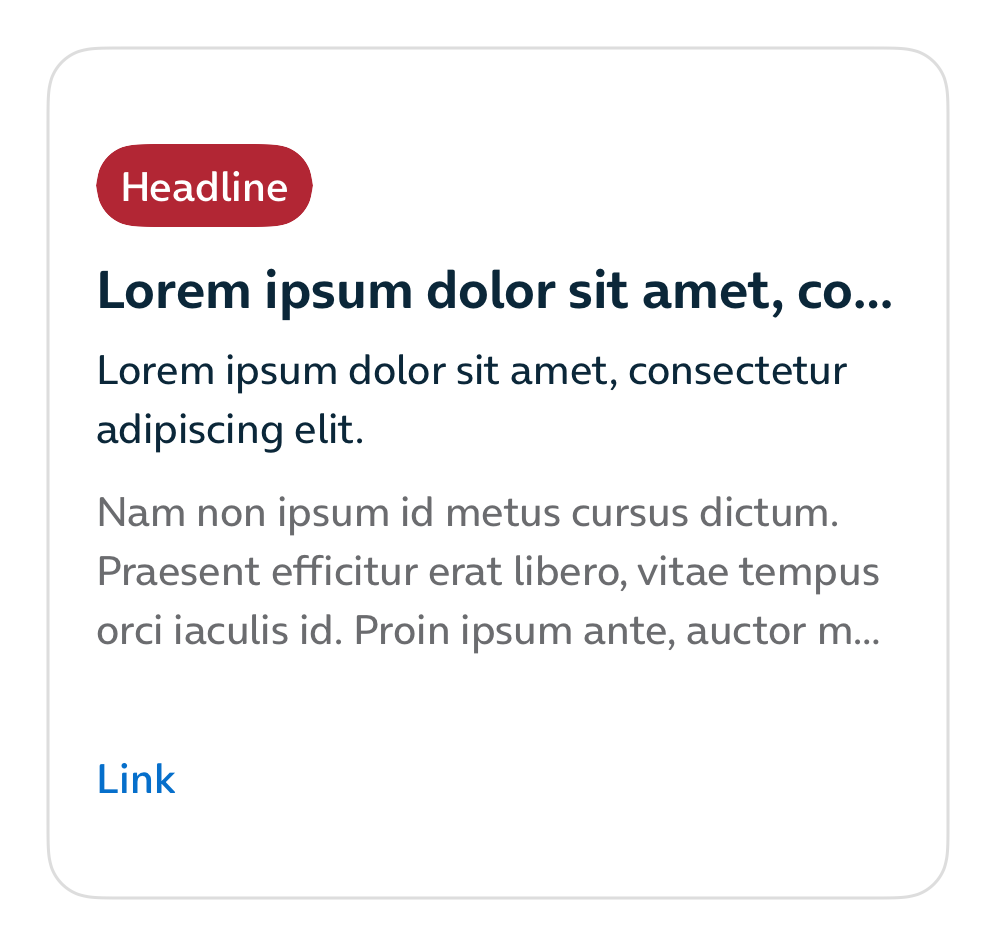 Headline
Lorem ipsum dolor sit amet, co...
Lorem ipsum dolor sit amet, consectetur
adipiscing elit.
Nam non ipsum id metus cursus dictum.
Praesent efficitur erat libero, vitae tempus
orci iaculis id. Proin ipsum ante, auctor m...
Link